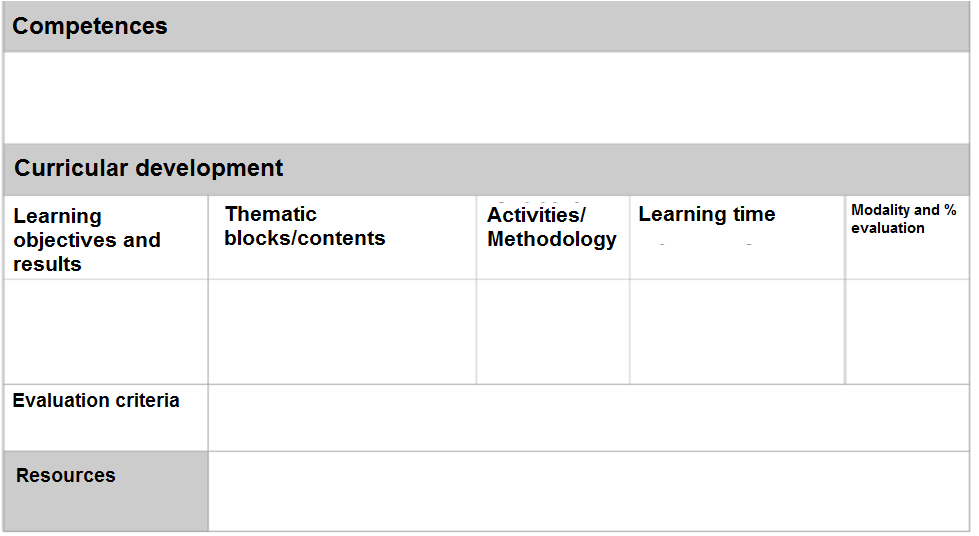 Competences
Curricular development
Learning
objectives and
results
Thematic
blocks/contents
Activities/
Methodology
Learning time
Modality and %
evaluation
Evaluation criteria
Resources